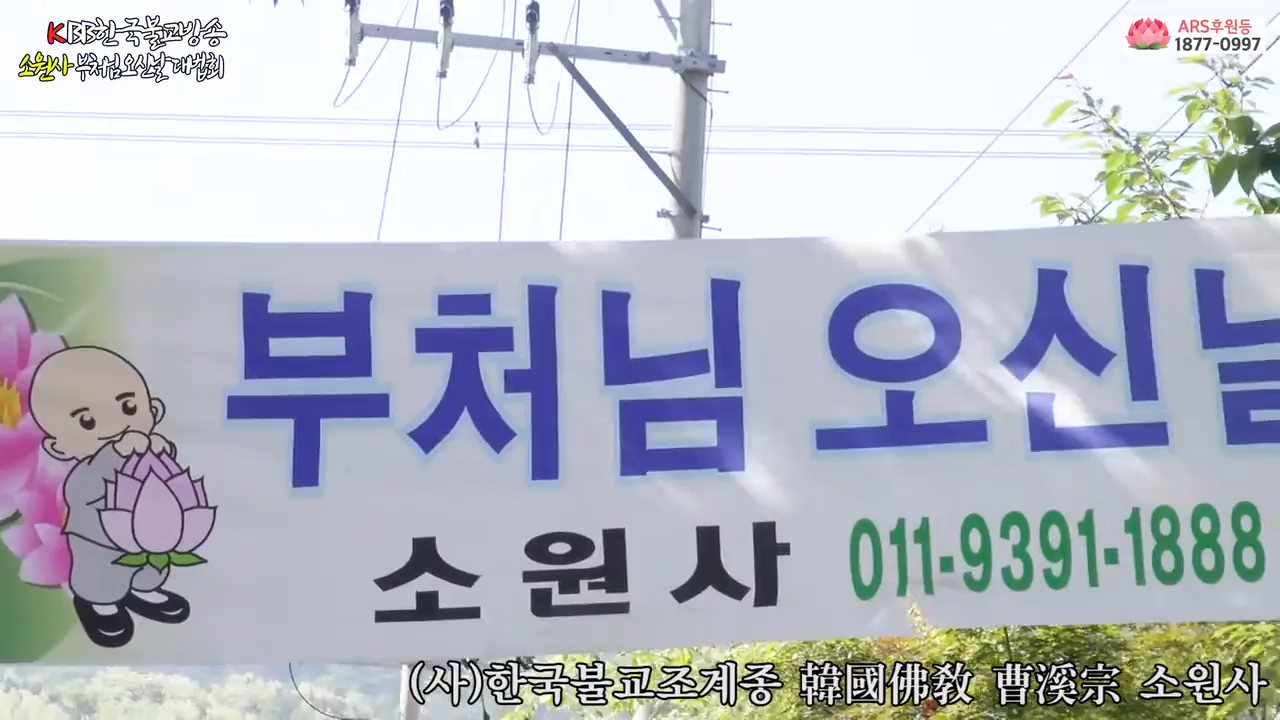 KBB한국불교방송
소원사 부처님 오신날 대법회
ARS후원등
1877-0997
부처님 오신날
소원사 011-9391-1888
(사)한국불교조계종 韓國佛敎 曹溪宗 소원사